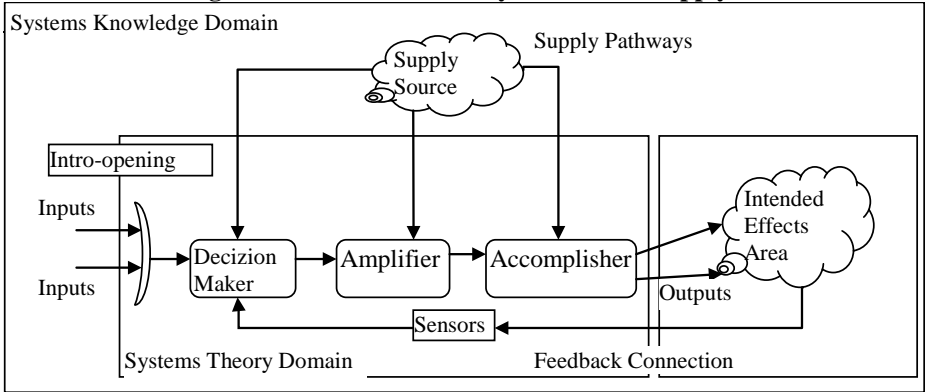 Systems Knowledge Domain
Supply Pathways
Supply
Source
Intro-opening
Inputs
Inputs
Decizion
Maker
Amplifier
Accomplisher
Intended
Effects
Area
Outputs
Sensors
Systems Theory Domain
Feedback Connection